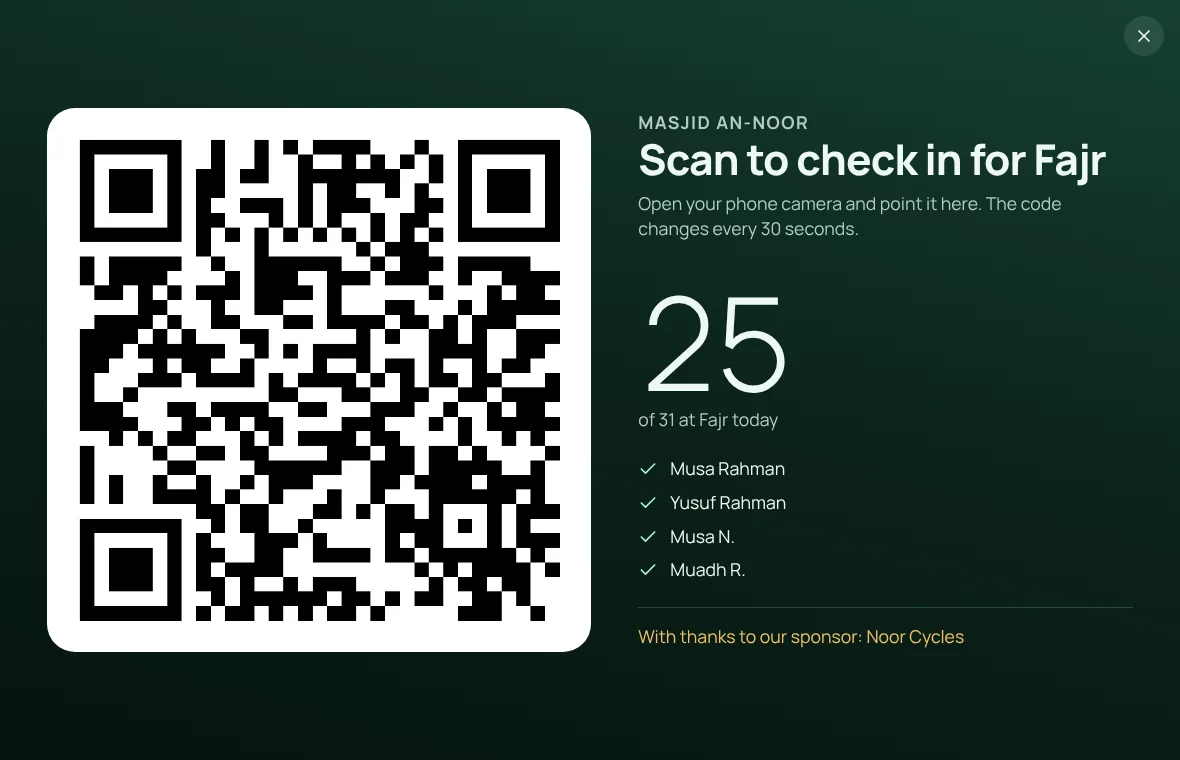 MASJID AN-NOOR
Scan to check in for Fajr
Open your phone camera and point it here. The code
changes every 30 seconds.
25
of 31 at Fajr today
Musa Rahman
Yusuf Rahman
Musa N.
Muadh R.
With thanks to our sponsor: Noor Cycles